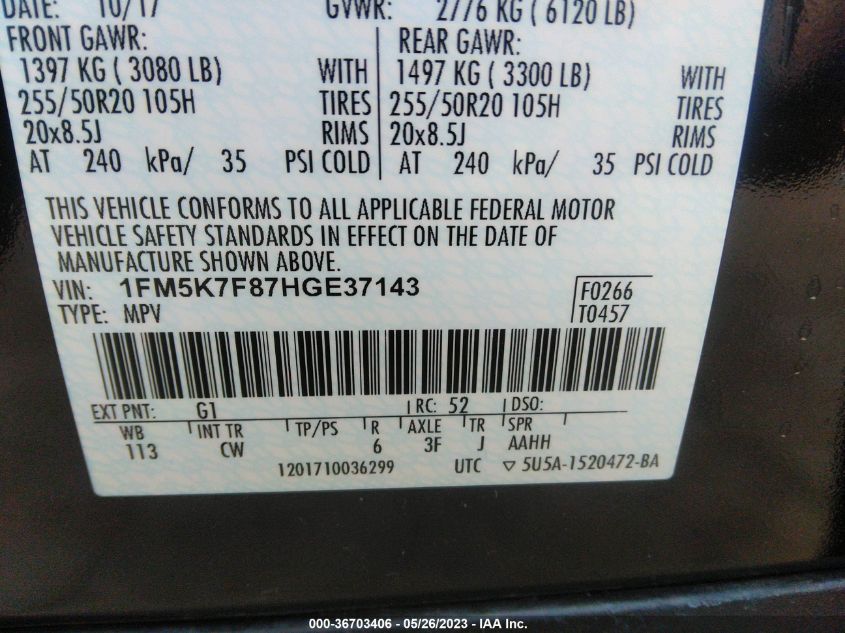 DATE: 10/17 GVWR: 2776 KG ( 6120 LB)
FRONT GAWR: REAR GAWR:
1397 KG ( 3080 LB) WITH 1497 KG ( 3300 LB) WITH
255/50R20 105H TIRES 255/50R20 105H TIRES
20x8.5J RIMS 20x8.5J RIMS
AT 240 kPa/ 35 PSI COLD AT 240 kPa/ 35 PSI COLD
THIS VEHICLE CONFORMS TO ALL APPLICABLE FEDERAL MOTOR
VEHICLE SAFETY STANDARDS IN EFFECT ON THE DATE OF
MANUFACTURE SHOWN ABOVE.
VIN: 1FM5K7F87HGE37143 F0266
TYPE: MPV T0457
EXT PNT: G1 RC: 52 DSO:
WB INT TR TP/PS R AXLE TR SPR
113 CW 6 3F J AAHH
1201710036299 UTC ▽ 5U5A-1520472-BA
000-36703406 - 05/26/2023 - IAA Inc.